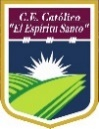 C.E. Católico
"El Espíritu Santo"